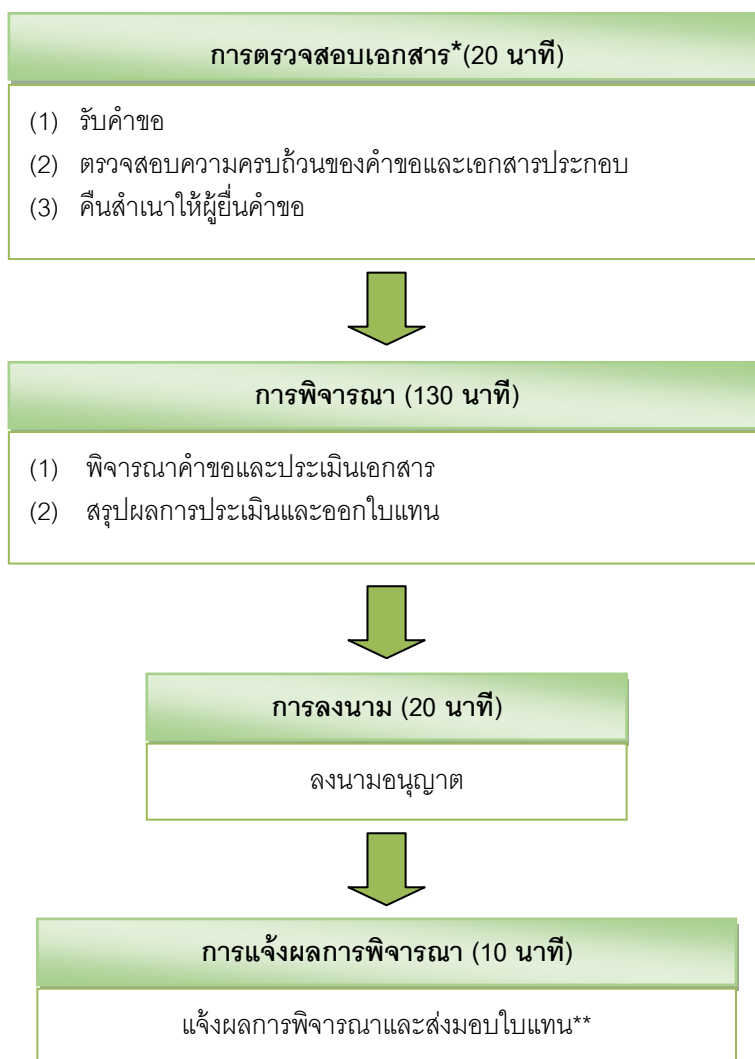 การตรวจสอบเอกสาร*(20 นาที)
(1) รับคำขอ
(2) ตรวจสอบความครบถ้วนของคำขอและเอกสารประกอบ
(3) คืนสำเนาให้ผู้ยื่นคำขอ
การพิจารณา (130 นาที)
(1) พิจารณาคำขอและประเมินเอกสาร
(2) สรุปผลการประเมินและออกใบแทน
การลงนาม (20 นาที)
ลงนามอนุญาต
การแจ้งผลการพิจารณา (10 นาที)
แจ้งผลการพิจารณาและส่งมอบใบแทน**